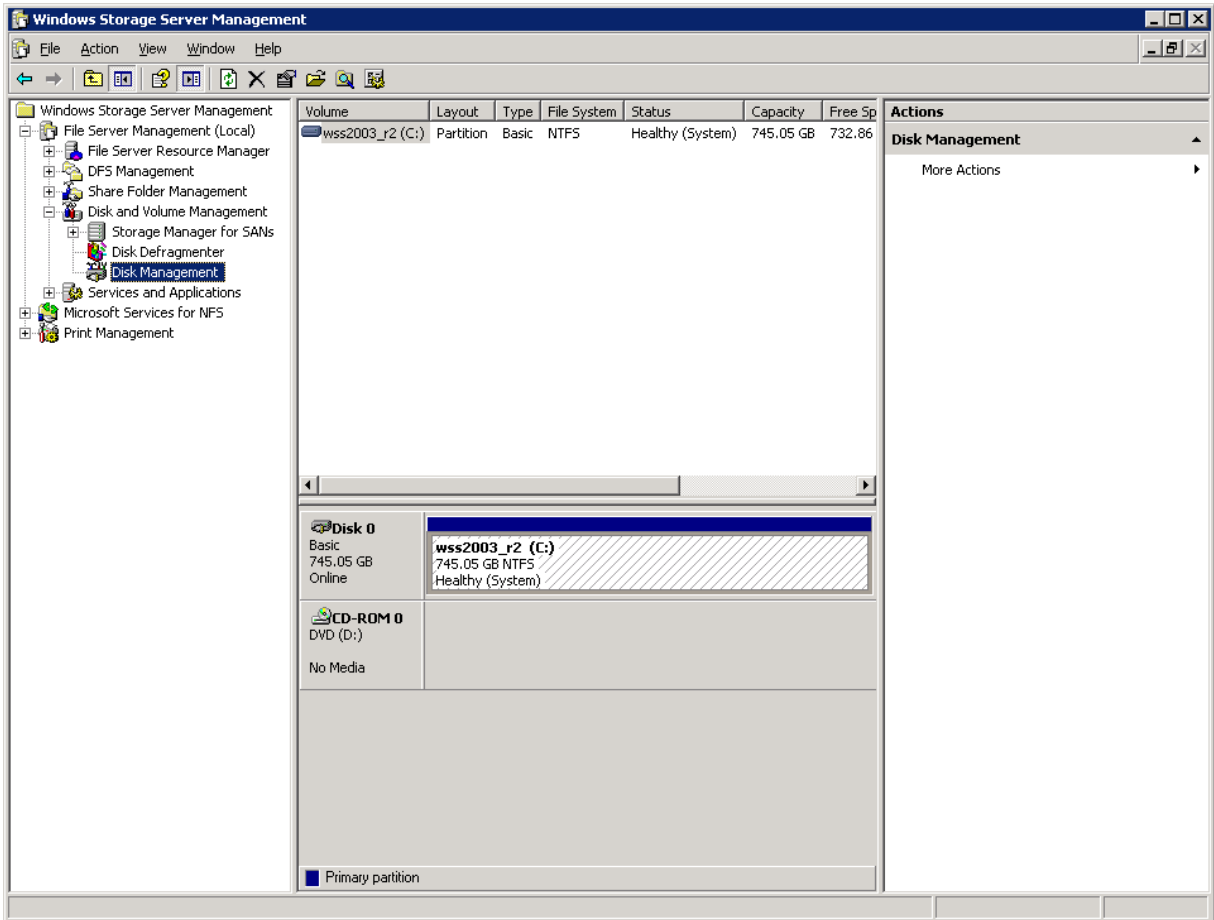 Windows Storage Server Management
File Action View Window Help
Windows Storage Server Management
File Server Management (Local)
File Server Resource Manager
DFS Management
Share Folder Management
Disk and Volume Management
Storage Manager for SANs
Disk Defragmenter
Disk Management
Services and Applications
Microsoft Services for NFS
Print Management
Volume Layout Type File System Status Capacity Free Sp
wss2003_r2 (C:) Partition Basic NTFS Healthy (System) 745.05 GB 732.86
Disk 0
Basic
745.05 GB
Online
wss2003_r2 (C:)
745.05 GB NTFS
Healthy (System)
CD-ROM 0
DVD (D:)
No Media
Primary partition
Actions
Disk Management
More Actions